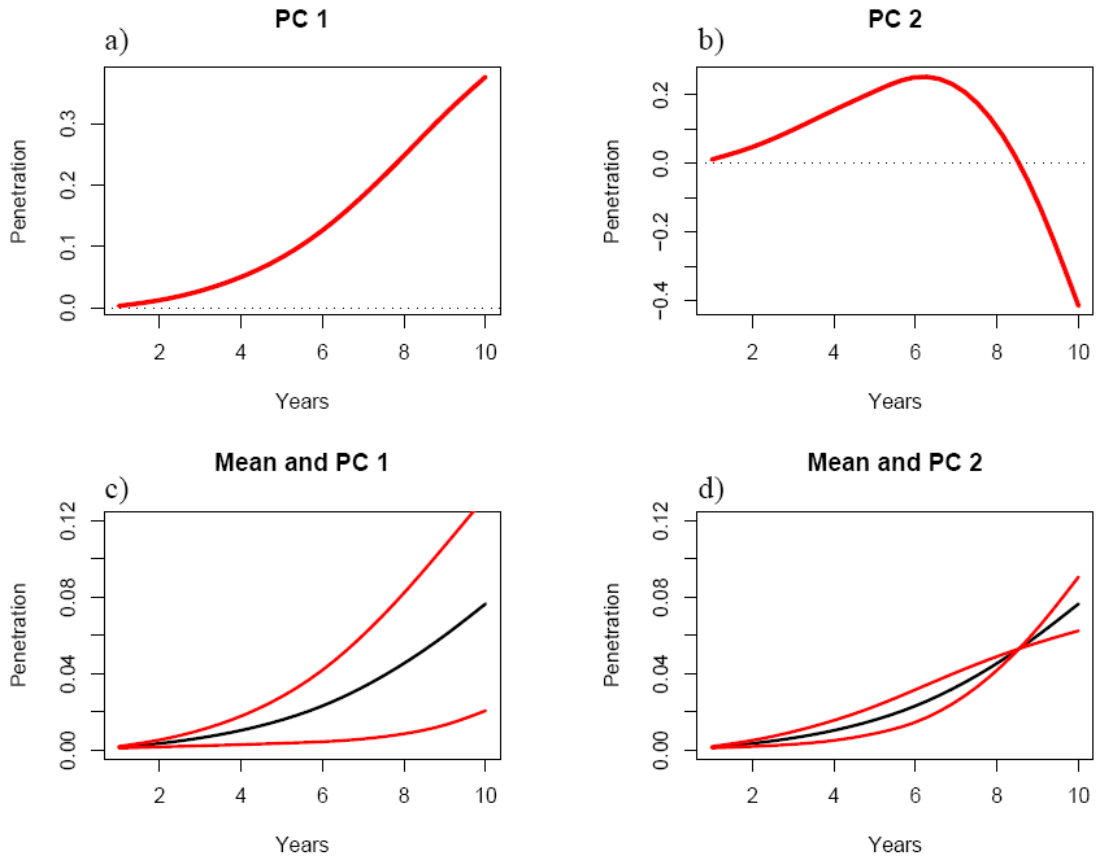 PC 1
a)
Penetration
0.3
0.2
0.1
0.0
2 4 6 8 10
Years
PC 2
b)
Penetration
0.2
0.0
−0.2
−0.4
2 4 6 8 10
Years
Mean and PC 1
c)
Penetration
0.12
0.08
0.04
0.00
2 4 6 8 10
Years
Mean and PC 2
d)
Penetration
0.12
0.08
0.04
0.00
2 4 6 8 10
Years